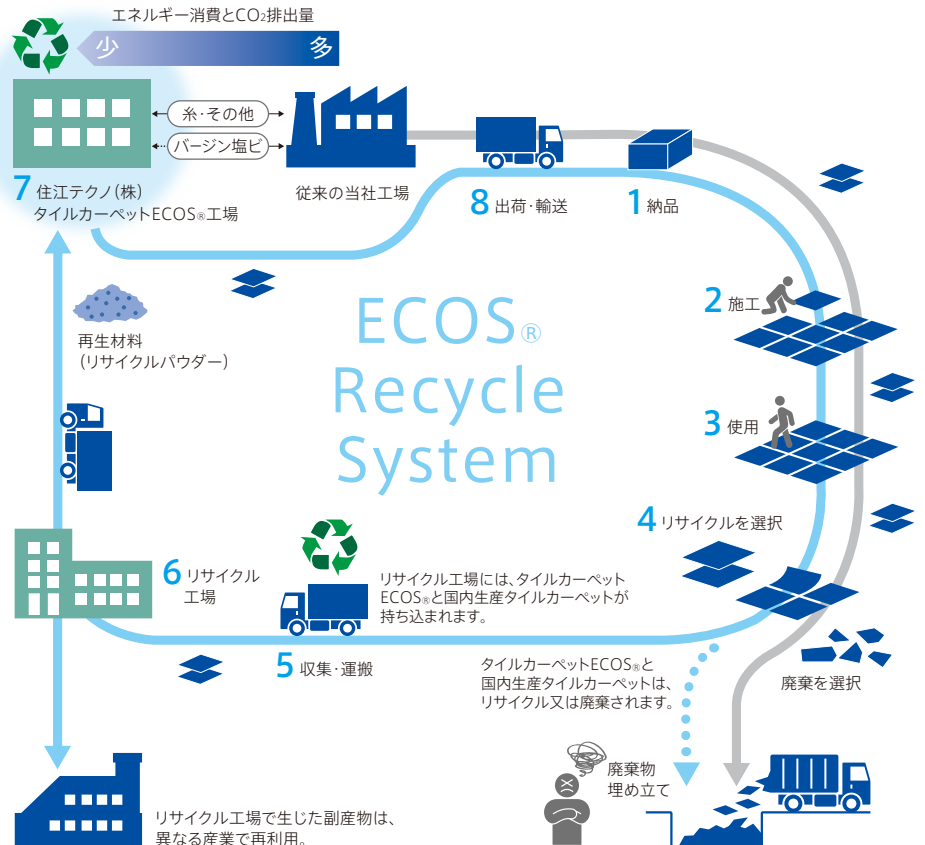 エネルギー消費とCO₂排出量
少 多
糸・その他
バージン塩ビ
7 住江テクノ(株)
タイルカーペットECOS®工場
従来の当社工場
8 出荷・輸送
1 納品
2 施工
3 使用
ECOS®
Recycle
System
再生材料
(リサイクルパウダー)
4 リサイクルを選択
6 リサイクル
工場
リサイクル工場には、タイルカーペット
ECOS®と国内生産タイルカーペットが
持ち込まれます。
5 収集・運搬
タイルカーペットECOS®と
国内生産タイルカーペットは、
リサイクル又は廃棄されます。
廃棄を選択
廃棄物
埋め立て
リサイクル工場で生じた副産物は、
異なる産業で再利用。